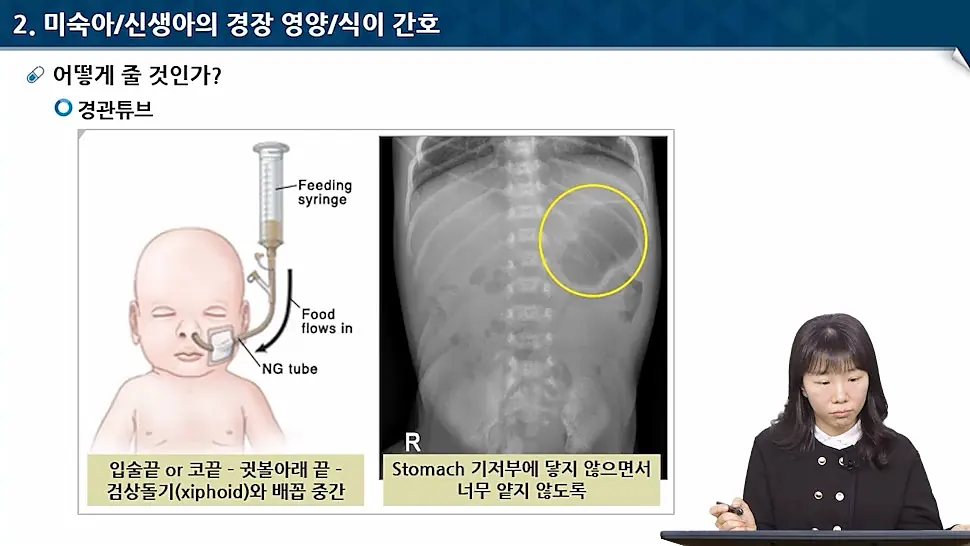 2. 미숙아/신생아의 경장 영양/식이 간호
어떻게 줄 것인가?
경관튜브
Feeding
syringe
Food
flows in
NG tube
R
입술끝 or 코끝 - 귓볼아래 끝 -
검상돌기(xiphoid)와 배꼽 중간
Stomach 기저부에 닿지 않으면서
너무 얕지 않도록